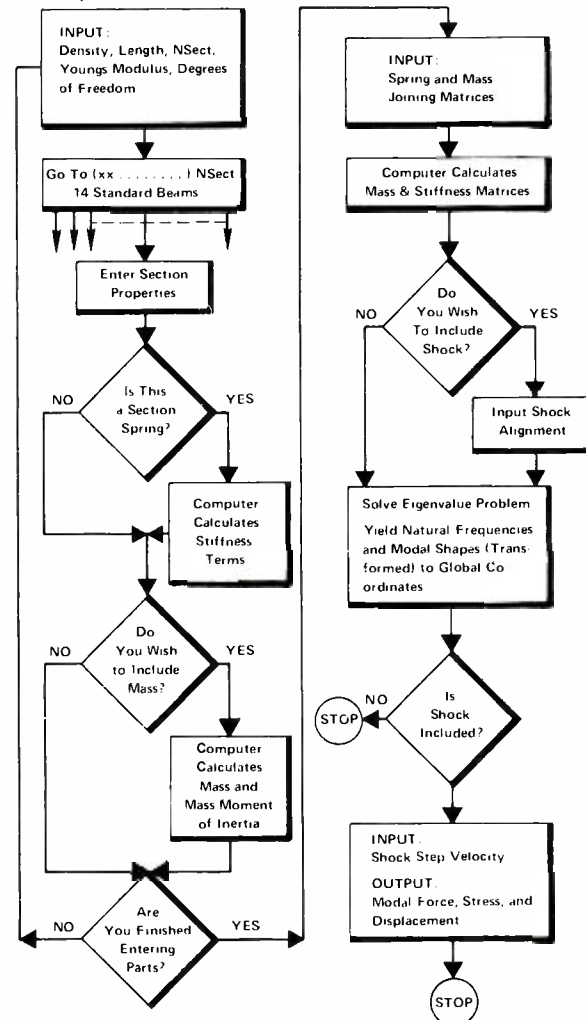 INPUT:
Density, Length, NSect,
Youngs Modulus, Degrees
of Freedom
Go To (xx . . . . . . . .) NSect
14 Standard Beams
Enter Section
Properties
Is This
a Section
Spring?
NO
YES
Computer
Calculates
Stiffness
Terms
Do
You Wish
to Include
Mass?
NO
YES
Computer
Calculates
Mass and
Mass Moment
of Inertia
Are
You Finished
Entering
Parts?
NO
YES
INPUT:
Spring and Mass
Joining Matrices
Computer Calculates
Mass & Stiffness Matrices
Do
You Wish
To Include
Shock?
NO
YES
Input Shock
Alignment
Solve Eigenvalue Problem
Yield Natural Frequencies
and Modal Shapes (Trans-
formed) to Global Co
ordinates
Is
Shock
Included?
NO
STOP
INPUT:
Shock Step Velocity
OUTPUT:
Modal Force, Stress, and
Displacement
STOP